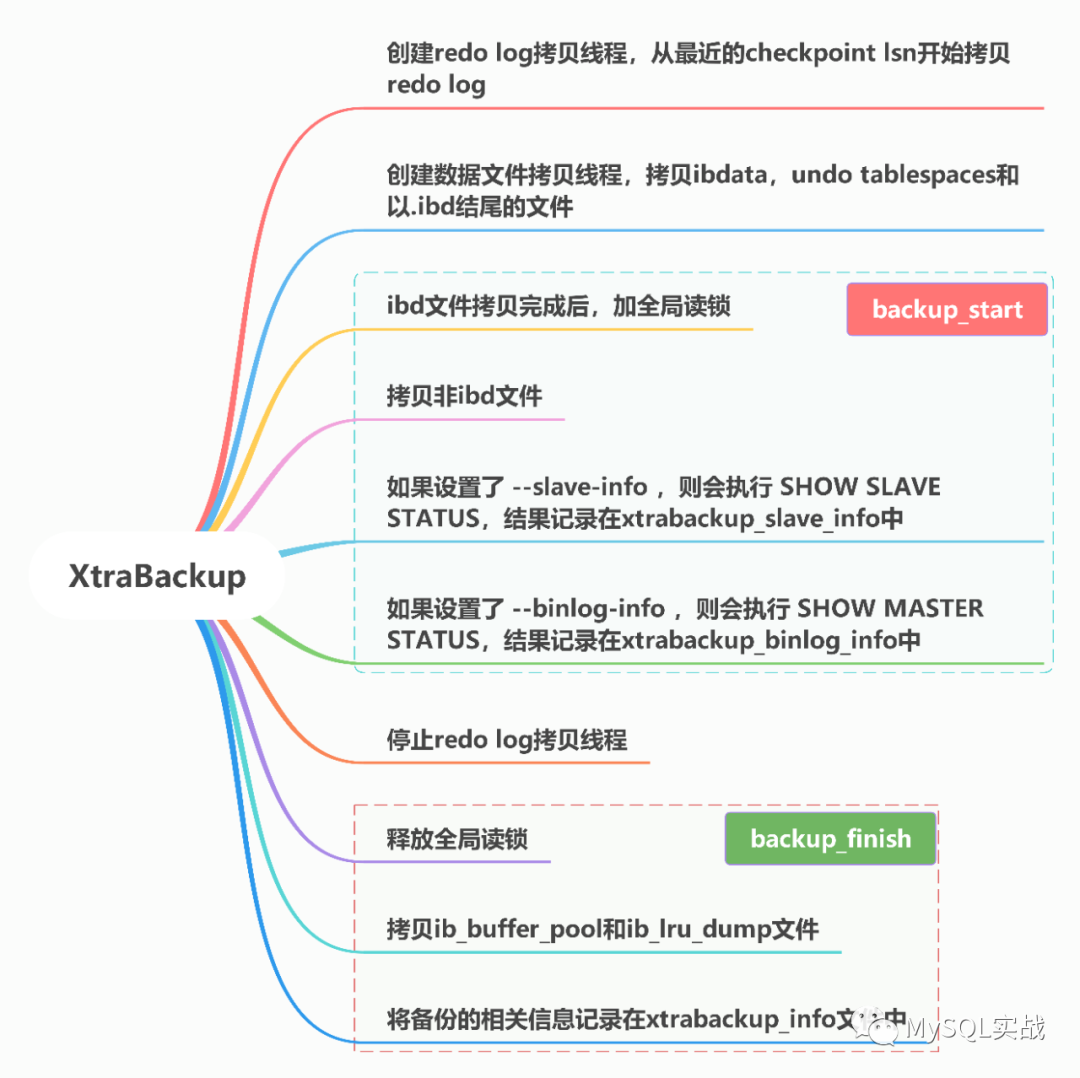 创建redo log拷贝线程，从最近的checkpoint lsn开始拷贝
redo log
创建数据文件拷贝线程，拷贝ibdata，undo tablespaces和
以.ibd结尾的文件
ibd文件拷贝完成后，加全局读锁
backup_start
拷贝非ibd文件
如果设置了 --slave-info ，则会执行 SHOW SLAVE
STATUS，结果记录在xtrabackup_slave_info中
XtraBackup
如果设置了 --binlog-info ，则会执行 SHOW MASTER
STATUS，结果记录在xtrabackup_binlog_info中
停止redo log拷贝线程
释放全局读锁
backup_finish
拷贝ib_buffer_pool和ib_lru_dump文件
将备份的相关信息记录在xtrabackup_info文件中
MySQL实战